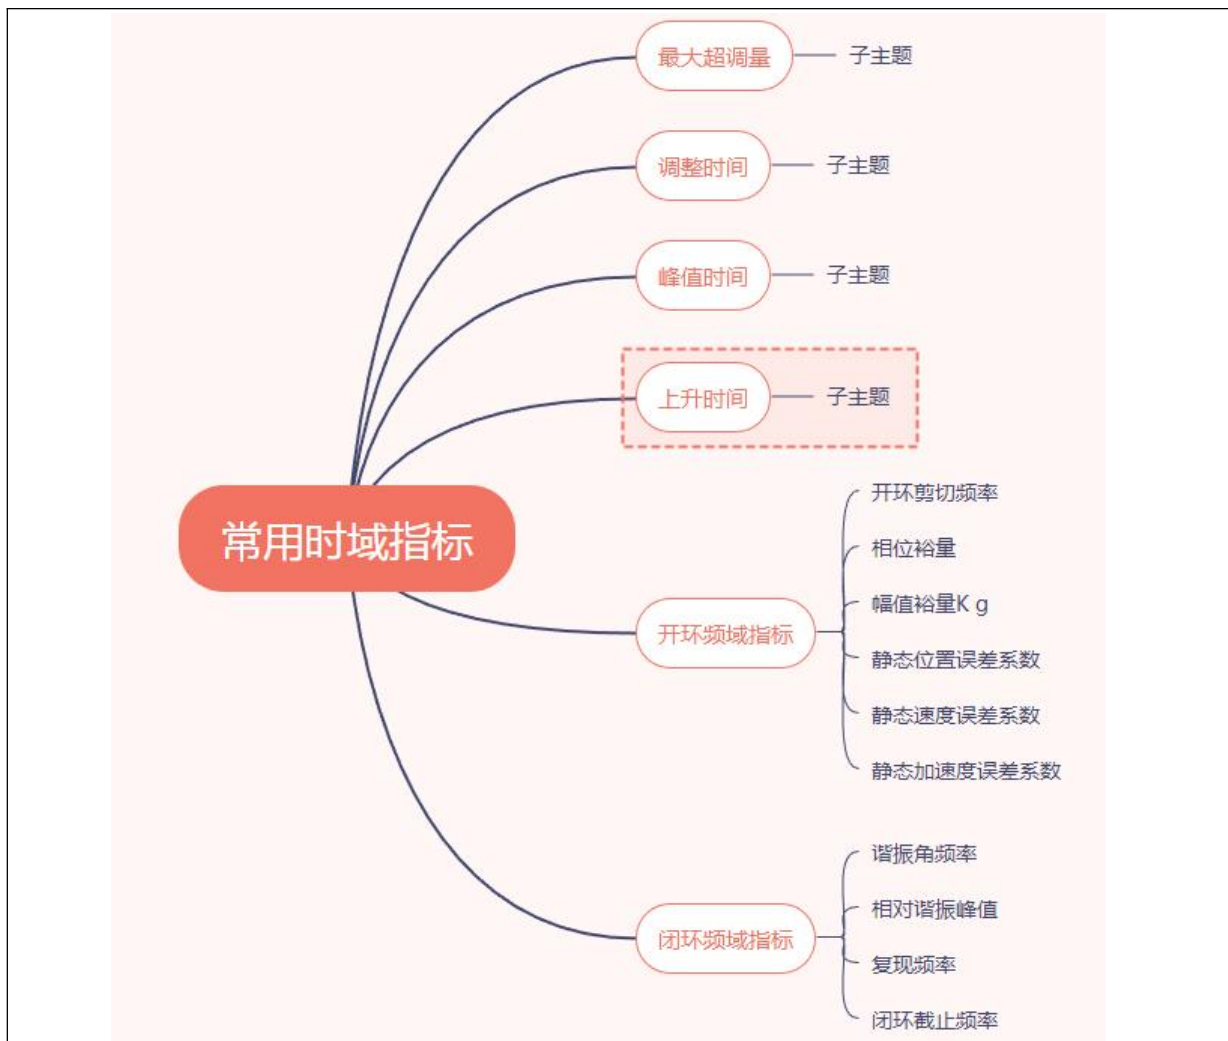 最大超调量
子主题
调整时间
子主题
峰值时间
子主题
上升时间
子主题
常用时域指标
开环频域指标
开环剪切频率
相位裕量
幅值裕量K g
静态位置误差系数
静态速度误差系数
静态加速度误差系数
闭环频域指标
谐振角频率
相对谐振峰值
复现频率
闭环截止频率